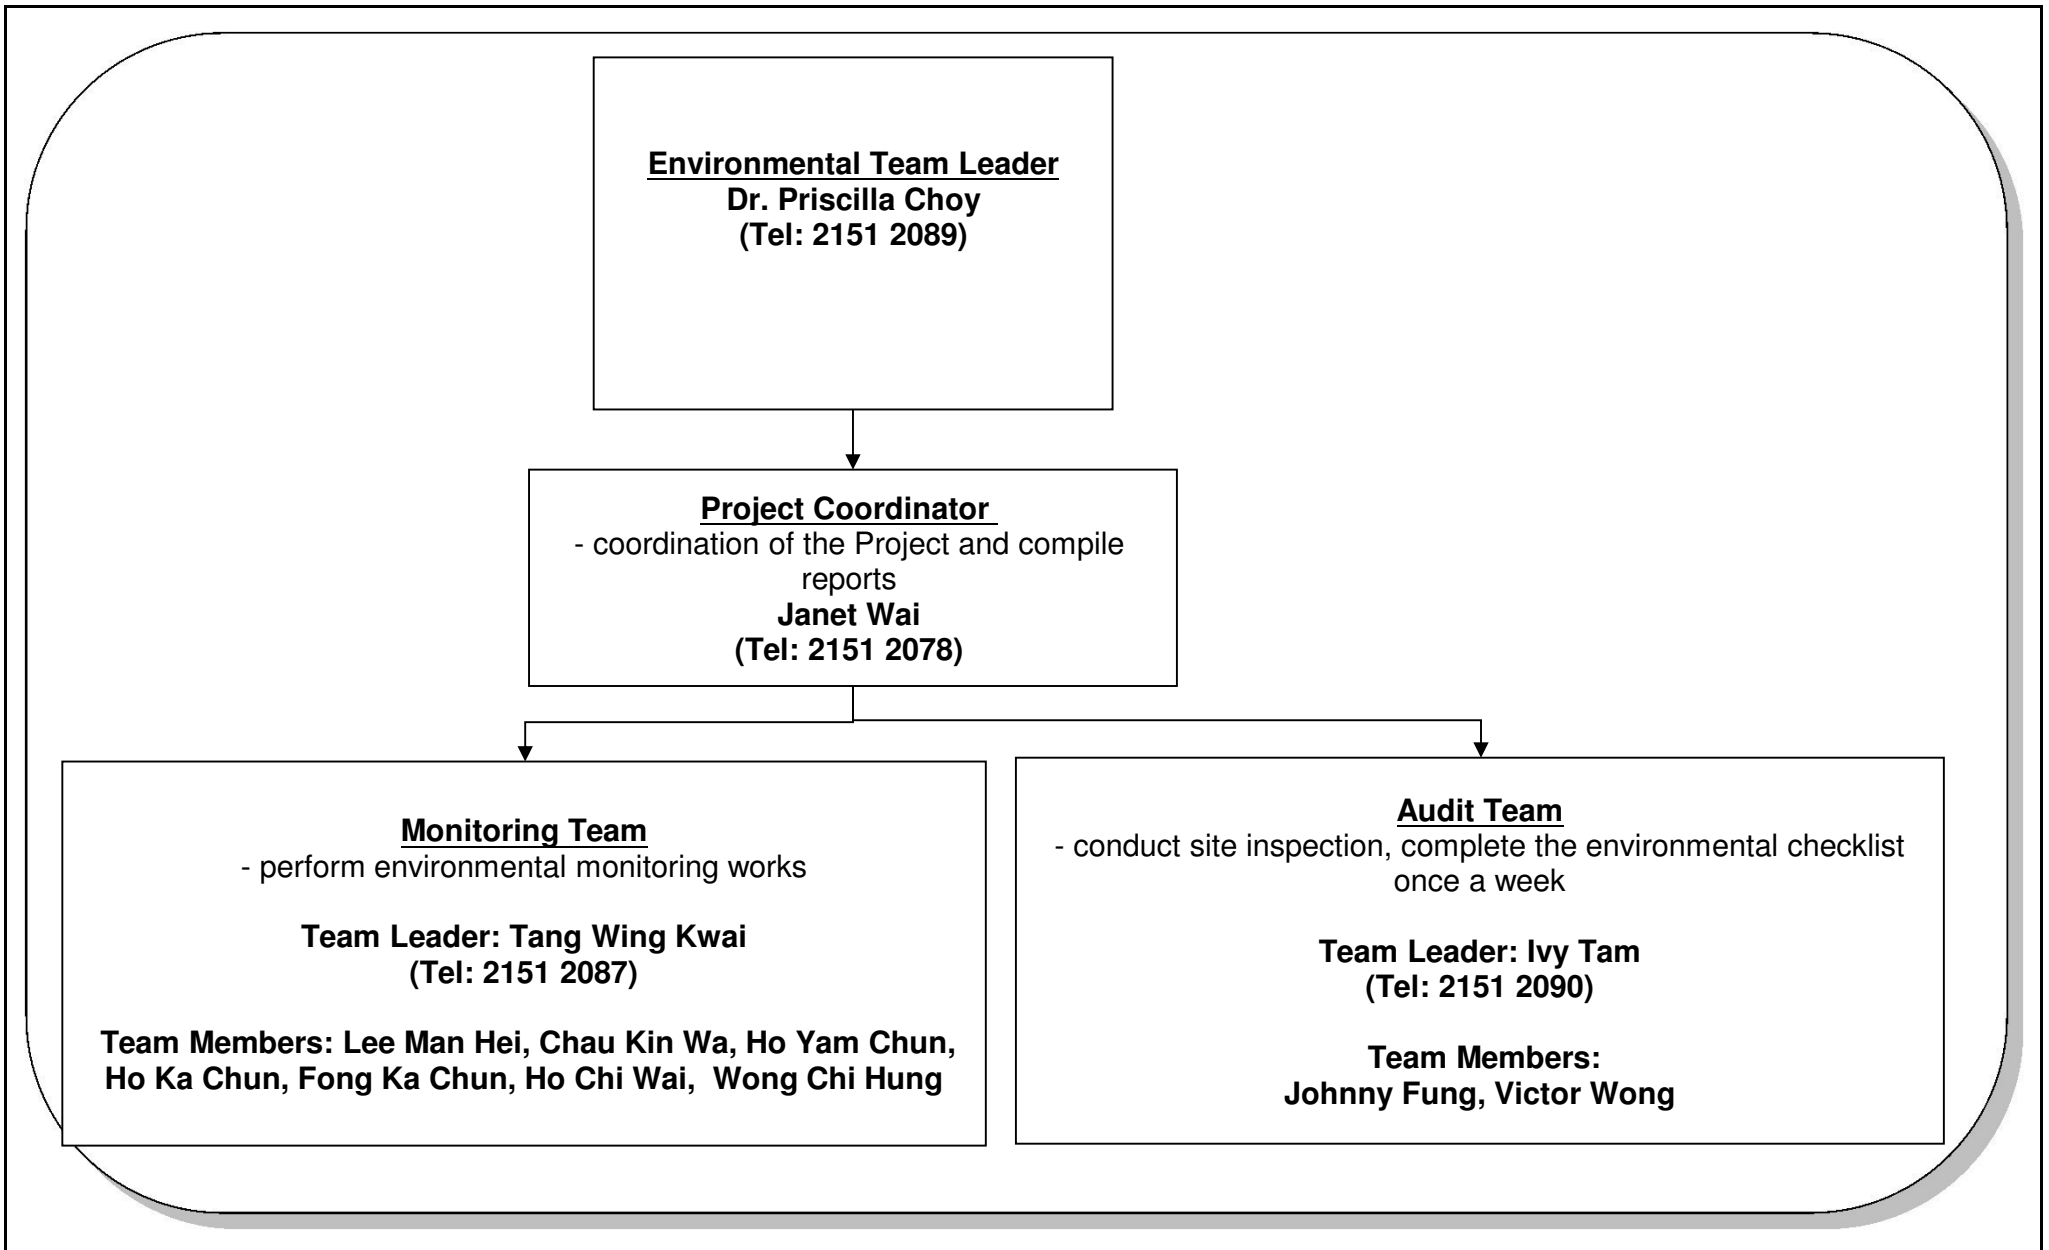 Environmental Team Leader
Dr. Priscilla Choy
(Tel: 2151 2089)
Project Coordinator
- coordination of the Project and compile
reports
Janet Wai
(Tel: 2151 2078)
Monitoring Team
- perform environmental monitoring works
Team Leader: Tang Wing Kwai
(Tel: 2151 2087)
Team Members: Lee Man Hei, Chau Kin Wa, Ho Yam Chun,
Ho Ka Chun, Fong Ka Chun, Ho Chi Wai, Wong Chi Hung
Audit Team
- conduct site inspection, complete the environmental checklist
once a week
Team Leader: Ivy Tam
(Tel: 2151 2090)
Team Members:
Johnny Fung, Victor Wong